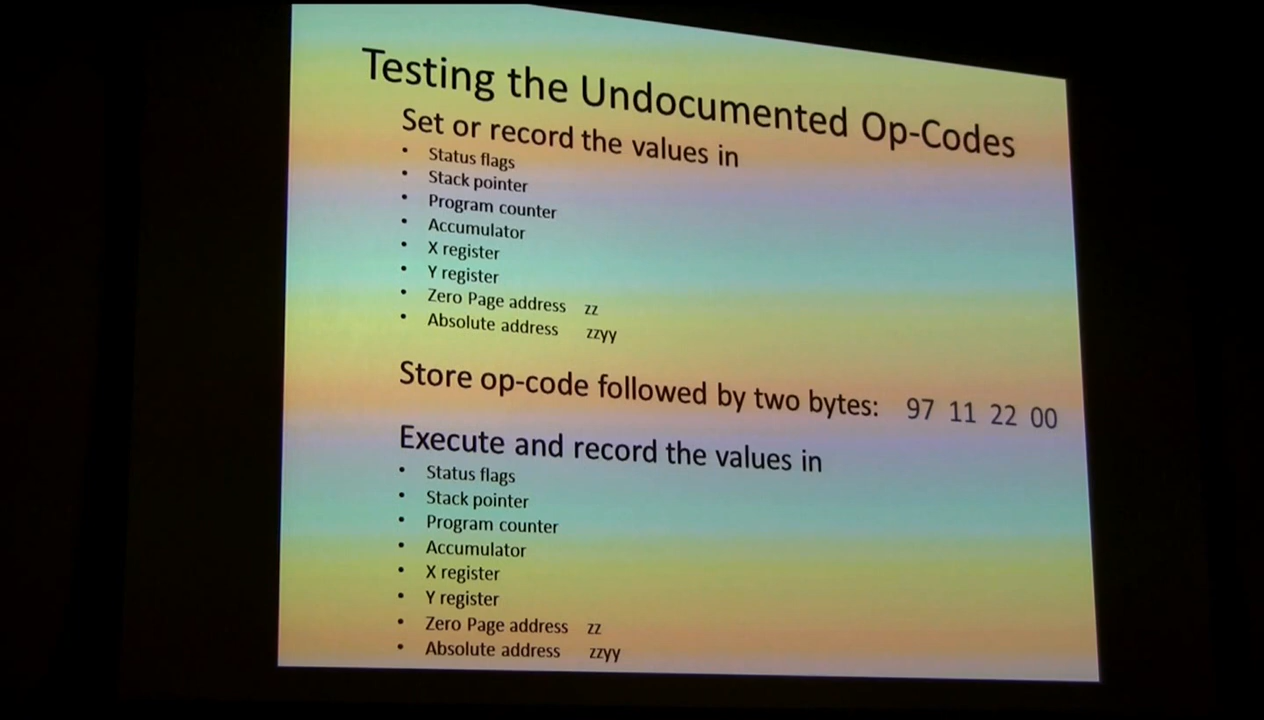 Testing the Undocumented Op-Codes
Set or record the values in
• Status flags
• Stack pointer
• Program counter
• Accumulator
• X register
• Y register
• Zero Page address zz
• Absolute address zzyy
Store op-code followed by two bytes: 97 11 22 00
Execute and record the values in
• Status flags
• Stack pointer
• Program counter
• Accumulator
• X register
• Y register
• Zero Page address zz
• Absolute address zzyy